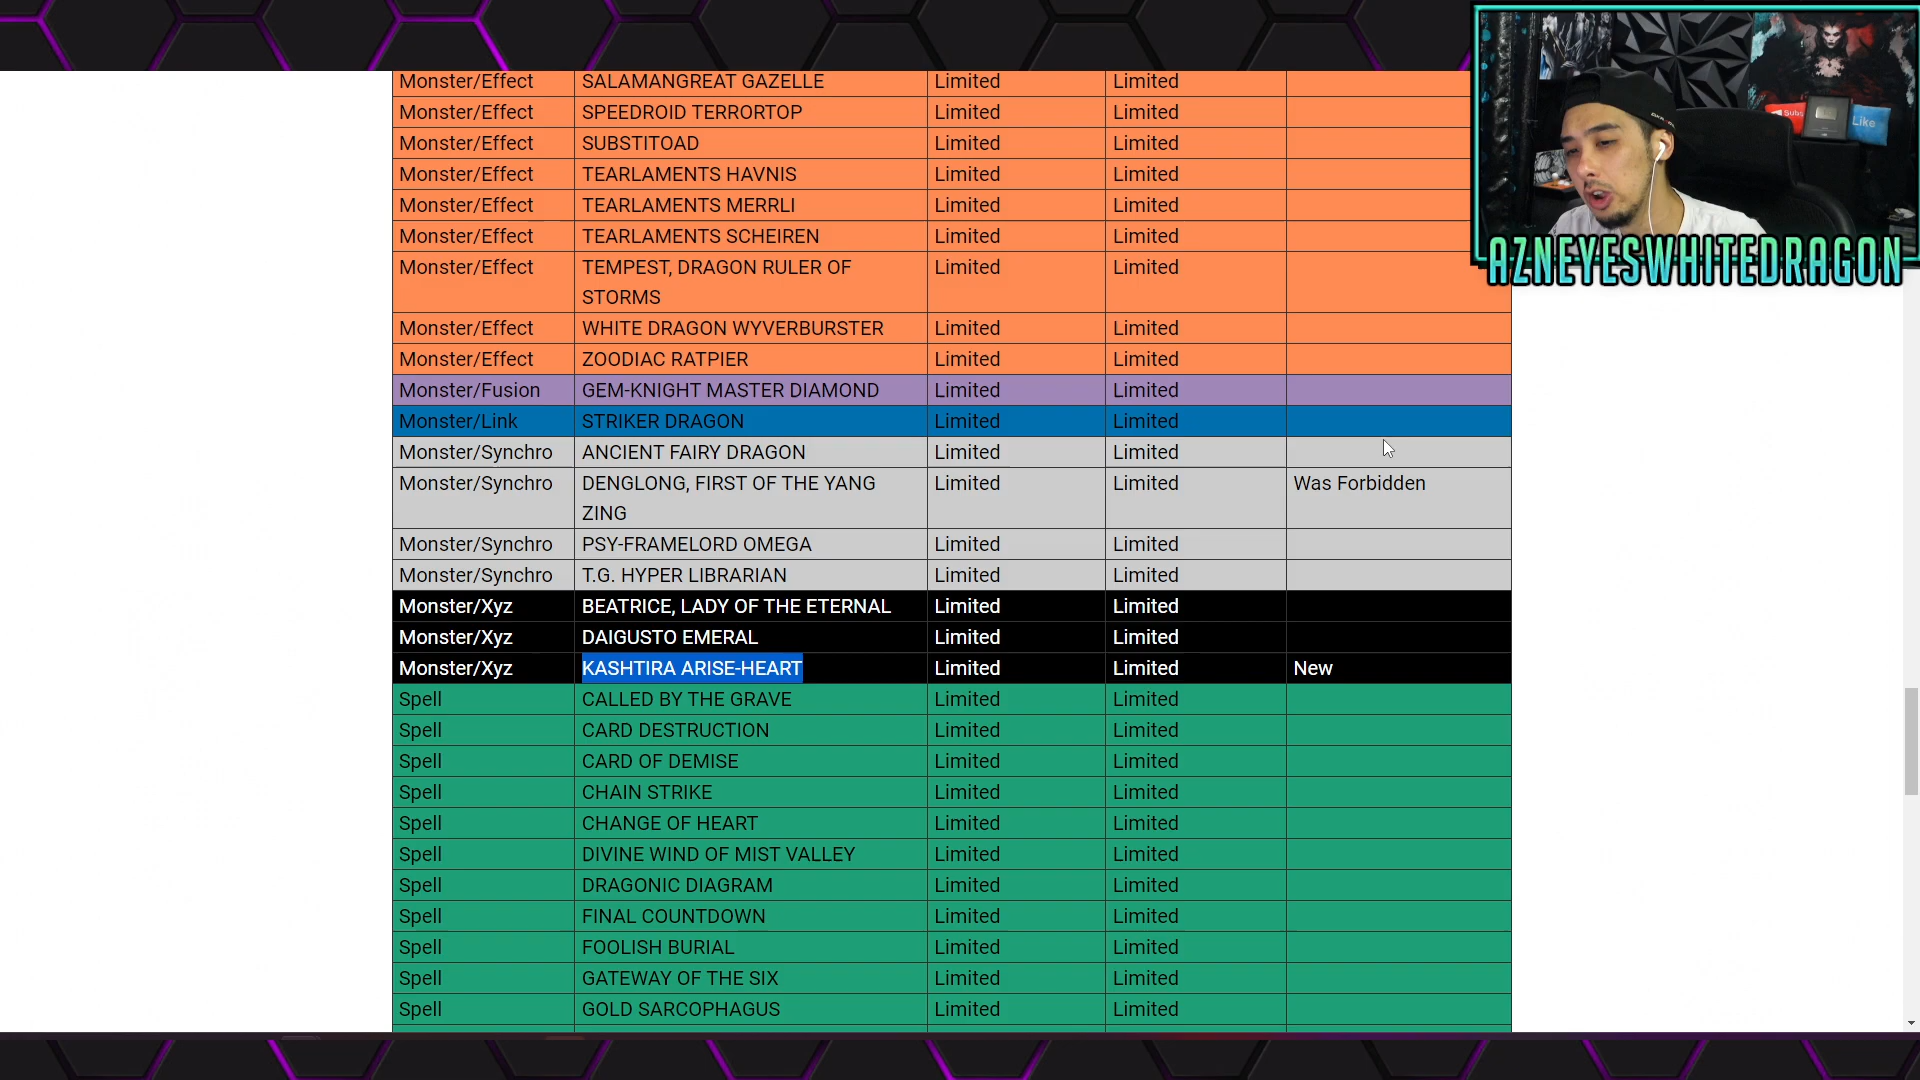 Monster/Effect SALAMANGREAT GAZELLE Limited Limited
Monster/Effect SPEEDROID TERRORTOP Limited Limited
Monster/Effect SUBSTITOAD Limited Limited
Monster/Effect TEARLAMENTS HAVNIS Limited Limited
Monster/Effect TEARLAMENTS MERRLI Limited Limited
Monster/Effect TEARLAMENTS SCHEIREN Limited Limited
Monster/Effect TEMPEST, DRAGON RULER OF Limited Limited
STORMS
Monster/Effect WHITE DRAGON WYVERBURSTER Limited Limited
Monster/Effect ZOODIAC RATPIER Limited Limited
Monster/Fusion GEM-KNIGHT MASTER DIAMOND Limited Limited
Monster/Link STRIKER DRAGON Limited Limited
Monster/Synchro ANCIENT FAIRY DRAGON Limited Limited
Monster/Synchro DENGLONG, FIRST OF THE YANG Limited Limited Was Forbidden
ZING
Monster/Synchro PSY-FRAMELORD OMEGA Limited Limited
Monster/Synchro T.G. HYPER LIBRARIAN Limited Limited
Monster/Xyz BEATRICE, LADY OF THE ETERNAL Limited Limited
Monster/Xyz DAIGUSTO EMERAL Limited Limited
Monster/Xyz KASHTIRA ARISE-HEART Limited Limited New
Spell CALLED BY THE GRAVE Limited Limited
Spell CARD DESTRUCTION Limited Limited
Spell CARD OF DEMISE Limited Limited
Spell CHAIN STRIKE Limited Limited
Spell CHANGE OF HEART Limited Limited
Spell DIVINE WIND OF MIST VALLEY Limited Limited
Spell DRAGONIC DIAGRAM Limited Limited
Spell FINAL COUNTDOWN Limited Limited
Spell FOOLISH BURIAL Limited Limited
Spell GATEWAY OF THE SIX Limited Limited
Spell GOLD SARCOPHAGUS Limited Limited
Subs
Like
AZNEYESWHITEDRAGON